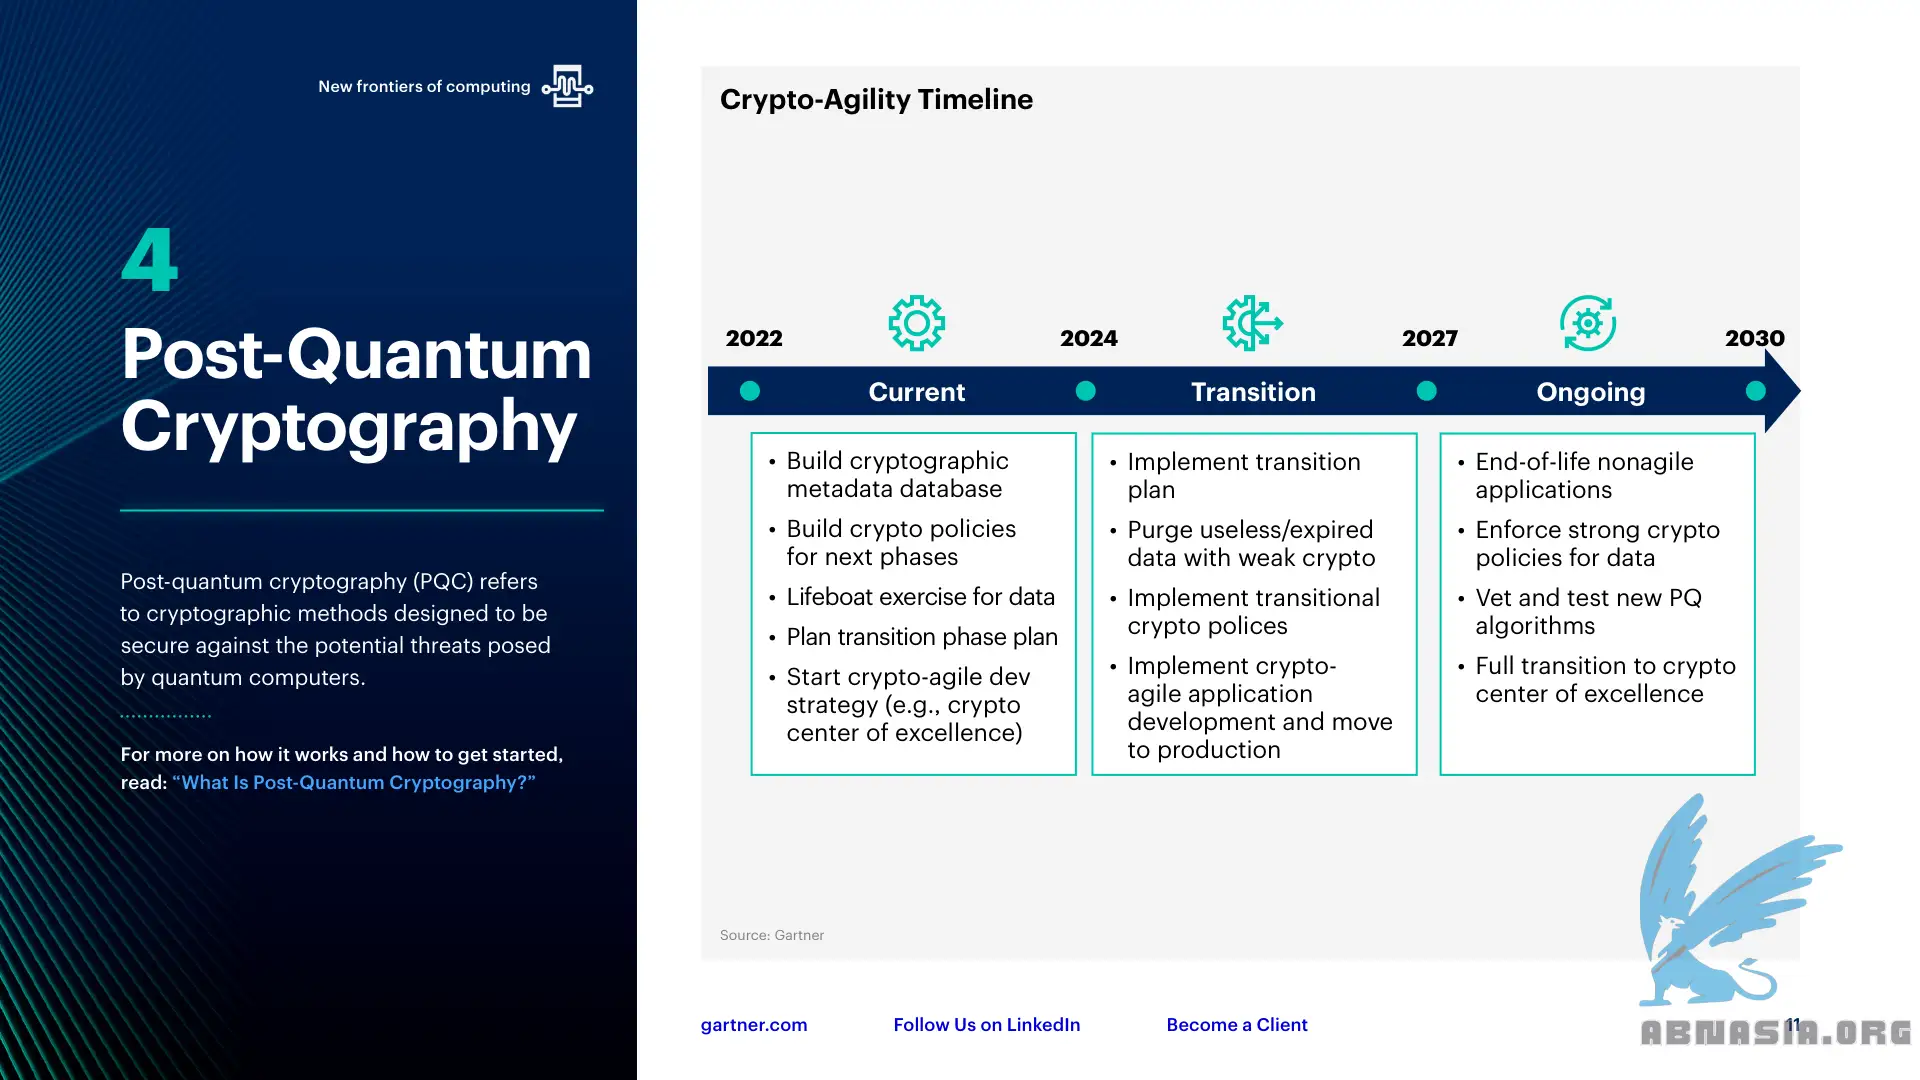 New frontiers of computing
4
Post-Quantum
Cryptography
Post-quantum cryptography (PQC) refers
to cryptographic methods designed to be
secure against the potential threats posed
by quantum computers.
For more on how it works and how to get started,
read: “What Is Post-Quantum Cryptography?”
Crypto-Agility Timeline
2022
2024
2027
2030
Current
Transition
Ongoing
• Build cryptographic
metadata database
• Build crypto policies
for next phases
• Lifeboat exercise for data
• Plan transition phase plan
• Start crypto-agile dev
strategy (e.g., crypto
center of excellence)
• Implement transition
plan
• Purge useless/expired
data with weak crypto
• Implement transitional
crypto polices
• Implement crypto-
agile application
development and move
to production
• End-of-life nonagile
applications
• Enforce strong crypto
policies for data
• Vet and test new PQ
algorithms
• Full transition to crypto
center of excellence
Source: Gartner
gartner.com
Follow Us on LinkedIn
Become a Client
11
ABNASIA.ORG